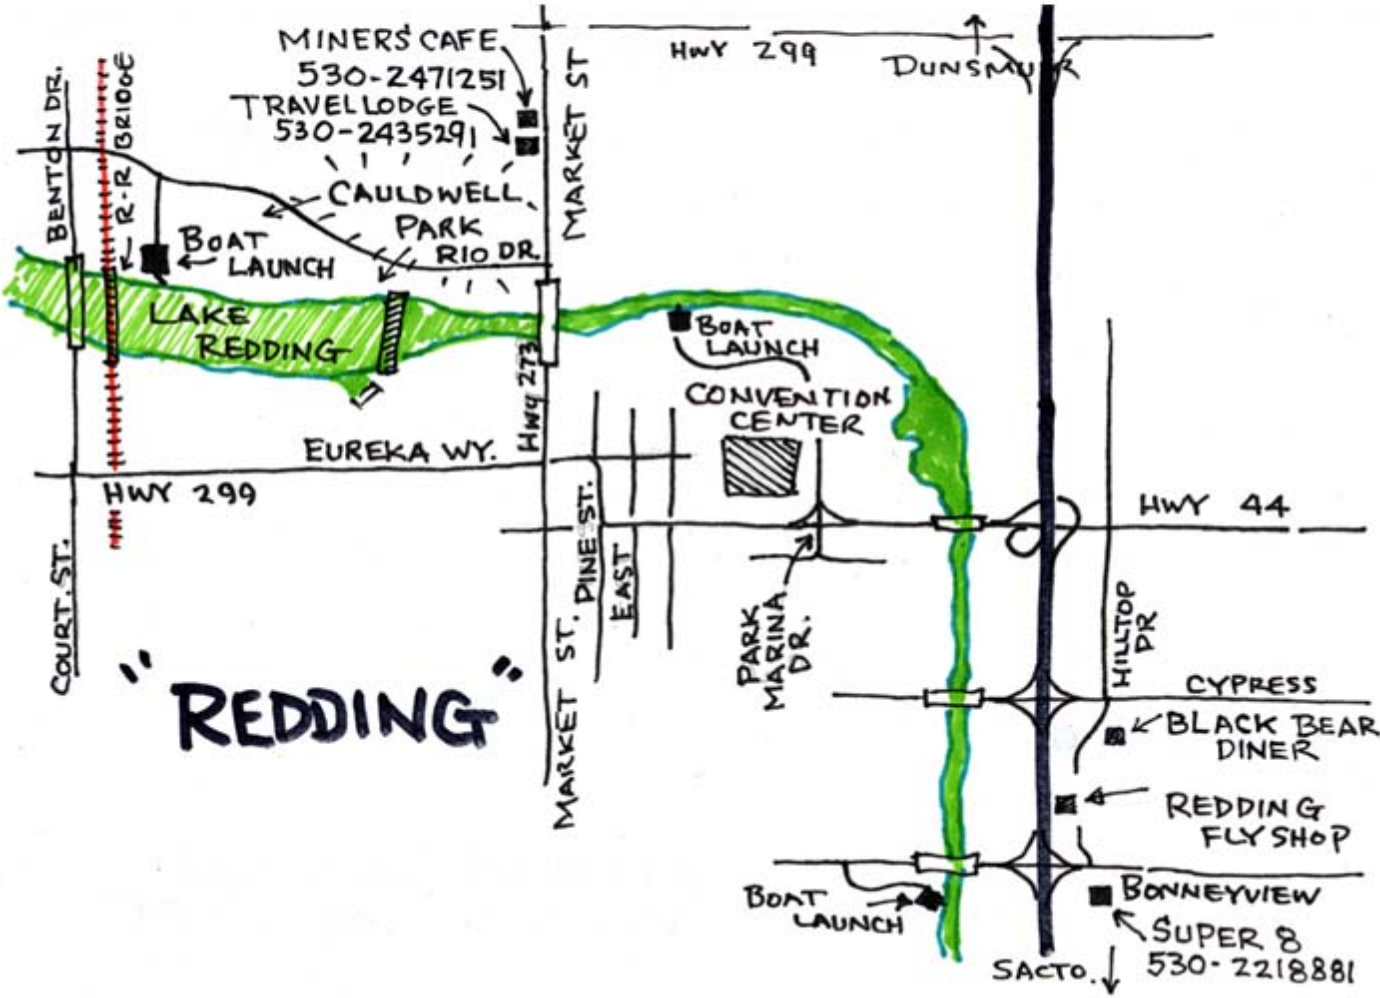 MINERS' CAFE
530-2471251
TRAVELLODGE
530-2435291
HWY 299
DUNSMUIR
MARKET ST
BENTON DR.
R-R BRIDGE
CAULDWELL
PARK
RIO DR.
BOAT
LAUNCH
LAKE
REDDING
BOAT
LAUNCH
CONVENTION
CENTER
HWY 273
EUREKA WY.
HWY 299
HWY 44
PINE ST.
EAST
COURT. ST.
MARKET ST.
PARK
MARINA
DR.
HILLTOP
DR
"REDDING"
CYPRESS
BLACK BEAR
DINER
REDDING
FLY SHOP
BONNEYVIEW
BOAT
LAUNCH
SUPER 8
530-2218881
SACTO.